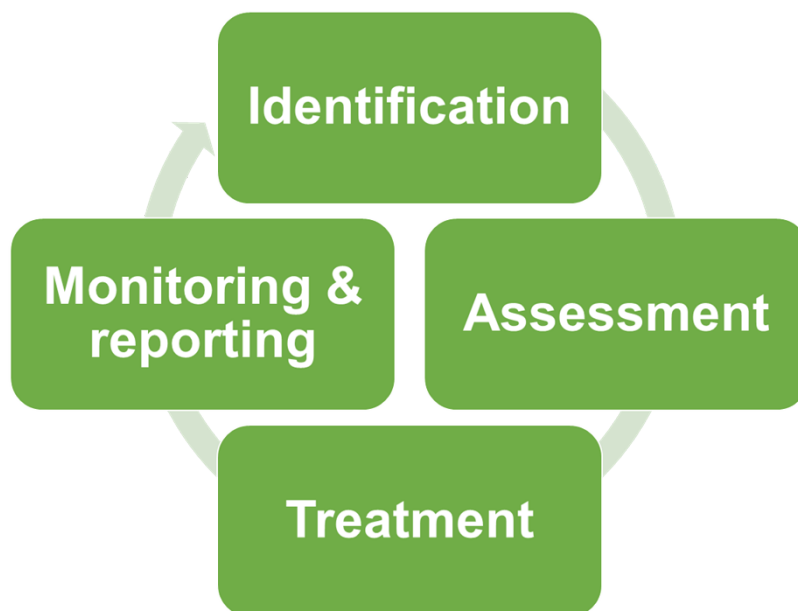 Identification
Assessment
Treatment
Monitoring &
reporting